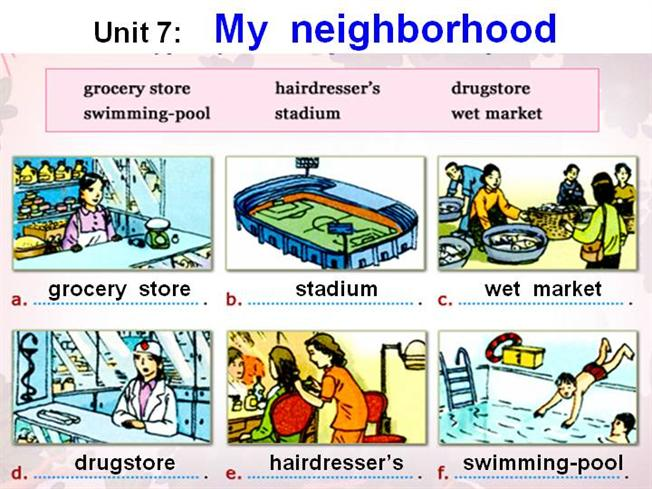 Unit 7: My neighborhood
grocery store hairdresser's drugstore
swimming-pool stadium wet market
a. grocery store . b. stadium . c. wet market .
d. drugstore . e. hairdresser's . f. swimming-pool .